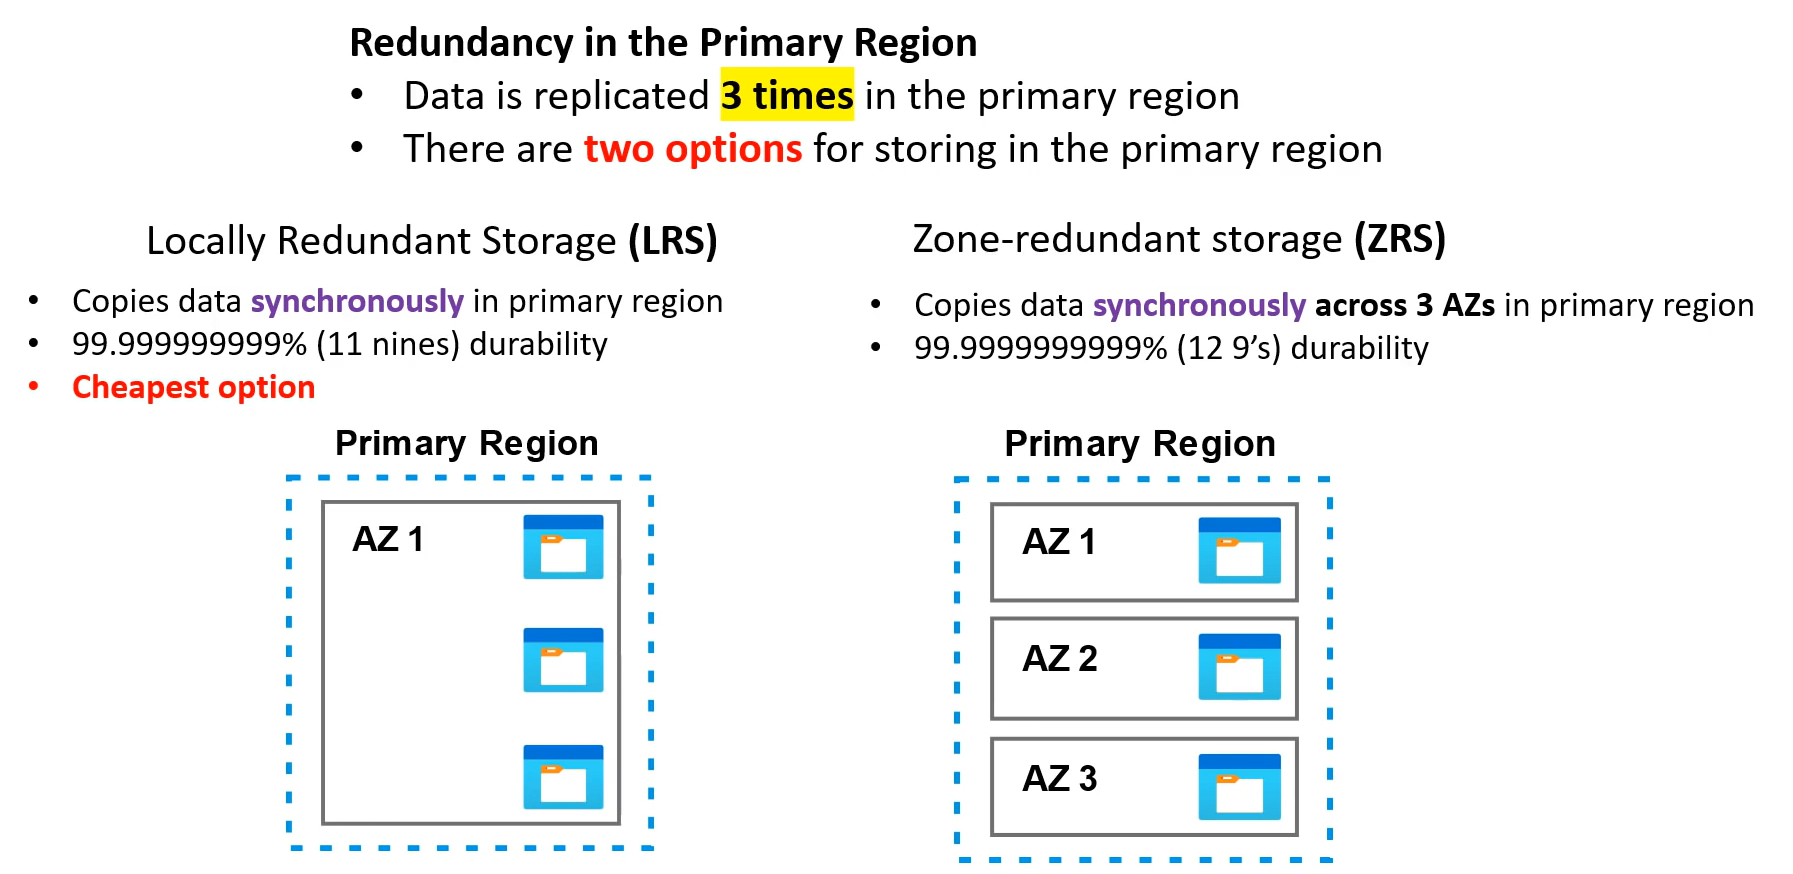 Redundancy in the Primary Region
• Data is replicated 3 times in the primary region
• There are two options for storing in the primary region
Locally Redundant Storage (LRS)
• Copies data synchronously in primary region
• 99.999999999% (11 nines) durability
• Cheapest option
Primary Region
AZ 1
Zone-redundant storage (ZRS)
• Copies data synchronously across 3 AZs in primary region
• 99.9999999999% (12 9’s) durability
Primary Region
AZ 1
AZ 2
AZ 3